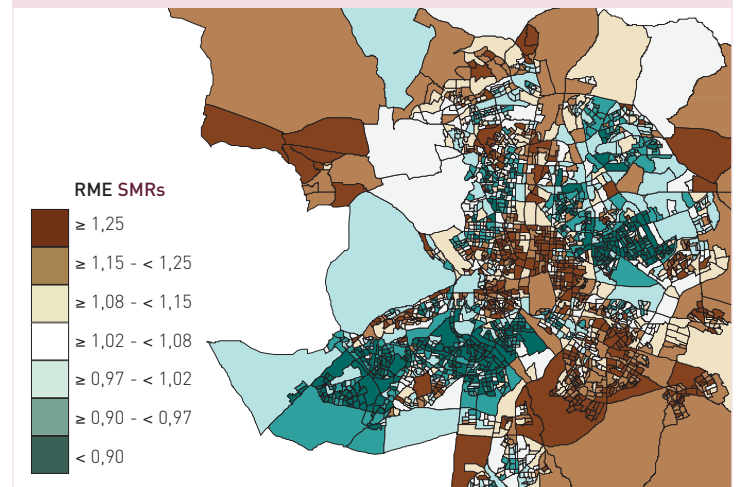 RME SMRs
≥ 1,25
≥ 1,15 - < 1,25
≥ 1,08 - < 1,15
≥ 1,02 - < 1,08
≥ 0,97 - < 1,02
≥ 0,90 - < 0,97
< 0,90